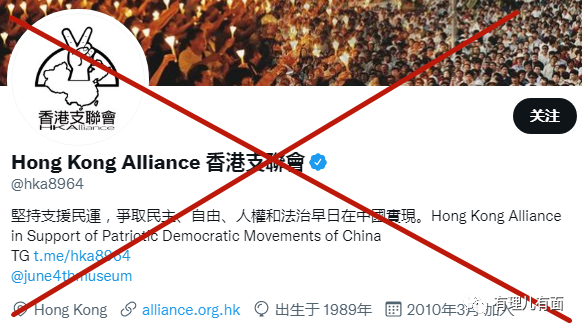 香港支聯會
HKAlliance
关注
Hong Kong Alliance 香港支聯會
@hka8964
堅持支援民運，爭取民主、自由、人權和法治早日在中國實現。Hong Kong Alliance
in Support of Patriotic Democratic Movements of China
TG t.me/hka8964
@june4thmuseum
Hong Kong alliance.org.hk 出生于 1989年 2010年3月 加入
有理儿有面